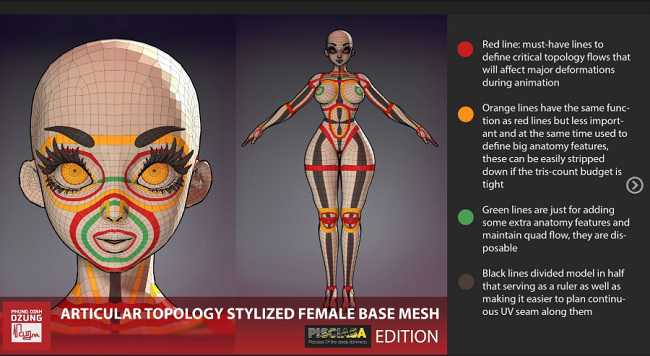 Red line: must-have lines to
define critical topology flows that
will affect major deformations
during animation
Orange lines have the same func-
tion as red lines but less import-
ant and at the same time used to
define big anatomy features,
these can be easily stripped
down if the tris-count budget is
tight
Green lines are just for adding
some extra anatomy features and
maintain quad flow, they are dis-
posable
Black lines divided model in half
that serving as a ruler as well as
making it easier to plan continu-
ous UV seam along them
PHUNG DINH
DZUNG
ARTICULAR TOPOLOGY STYLIZED FEMALE BASE MESH
PISCIASA
EDITION